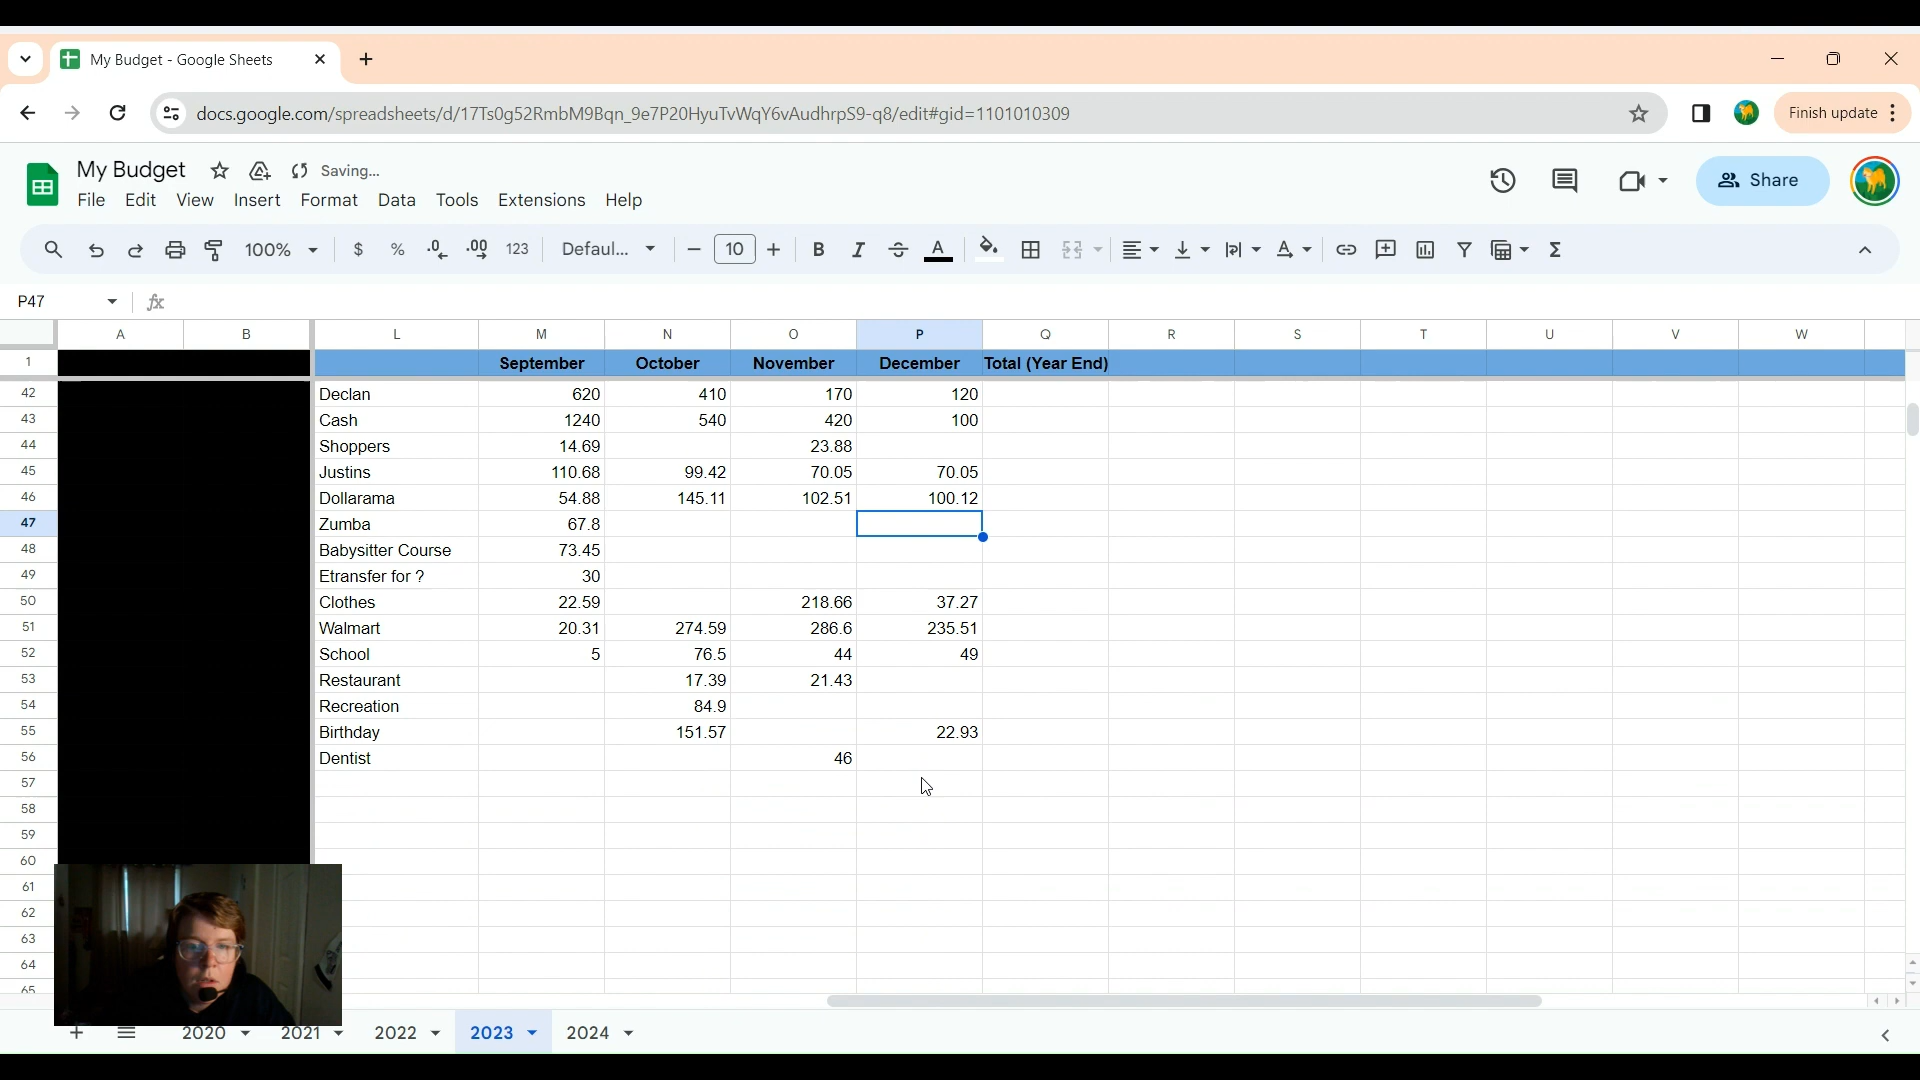 My Budget - Google Sheets
docs.google.com/spreadsheets/d/17Ts0g52RmbM9Bqn_9e7P20HyuTvWqY6vAudhrpS9-q8/edit#gid=1101010309
Finish update
My Budget Saving...
Share
File Edit View Insert Format Data Tools Extensions Help
100% $ % .0 .00 123 Defaul... 10 B I S A
P47 fx
A B L M N O P Q R S T U V W
1 September October November December Total (Year End)
42 Declan 620 410 170 120
43 Cash 1240 540 420 100
44 Shoppers 14.69 23.88
45 Justins 110.68 99.42 70.05 70.05
46 Dollarama 54.88 145.11 102.51 100.12
47 Zumba 67.8
48 Babysitter Course 73.45
49 Etransfer for ? 30
50 Clothes 22.59 218.66 37.27
51 Walmart 20.31 274.59 286.6 235.51
52 School 5 76.5 44 49
53 Restaurant 17.39 21.43
54 Recreation 84.9
55 Birthday 151.57 22.93
56 Dentist 46
57
58
59
60
61
62
63
64
65
2020 2021 2022 2023 2024